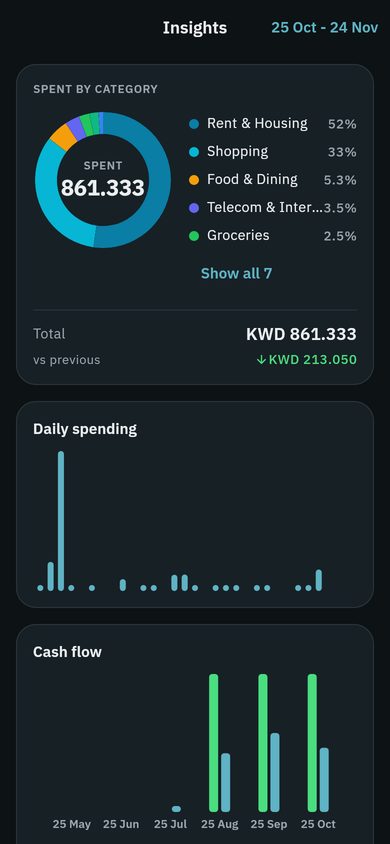 Insights
25 Oct - 24 Nov
SPENT BY CATEGORY
SPENT
861.333
Rent & Housing 52%
Shopping 33%
Food & Dining 5.3%
Telecom & Inter...3.5%
Groceries 2.5%
Show all 7
Total KWD 861.333
vs previous ↓KWD 213.050
Daily spending
Cash flow
25 May 25 Jun 25 Jul 25 Aug 25 Sep 25 Oct